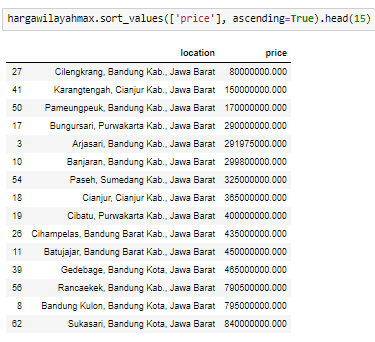 hargawilayahmax.sort_values(['price'], ascending=True).head(15)
location price
27 Cilengkrang, Bandung Kab., Jawa Barat 80000000.000
41 Karangtengah, Cianjur Kab., Jawa Barat 150000000.000
50 Pameungpeuk, Bandung Kab., Jawa Barat 170000000.000
17 Bungursari, Purwakarta Kab., Jawa Barat 290000000.000
3 Arjasari, Bandung Kab., Jawa Barat 291975000.000
10 Banjaran, Bandung Kab., Jawa Barat 299800000.000
54 Paseh, Sumedang Kab., Jawa Barat 325000000.000
18 Cianjur, Cianjur Kab., Jawa Barat 365000000.000
19 Cibatu, Purwakarta Kab., Jawa Barat 400000000.000
26 Cihampelas, Bandung Barat Kab., Jawa Barat 435000000.000
11 Batujajar, Bandung Barat Kab., Jawa Barat 450000000.000
39 Gedebage, Bandung Kota, Jawa Barat 465000000.000
56 Rancaekek, Bandung Kab., Jawa Barat 790500000.000
8 Bandung Kulon, Bandung Kota, Jawa Barat 795000000.000
62 Sukasari, Bandung Kota, Jawa Barat 840000000.000